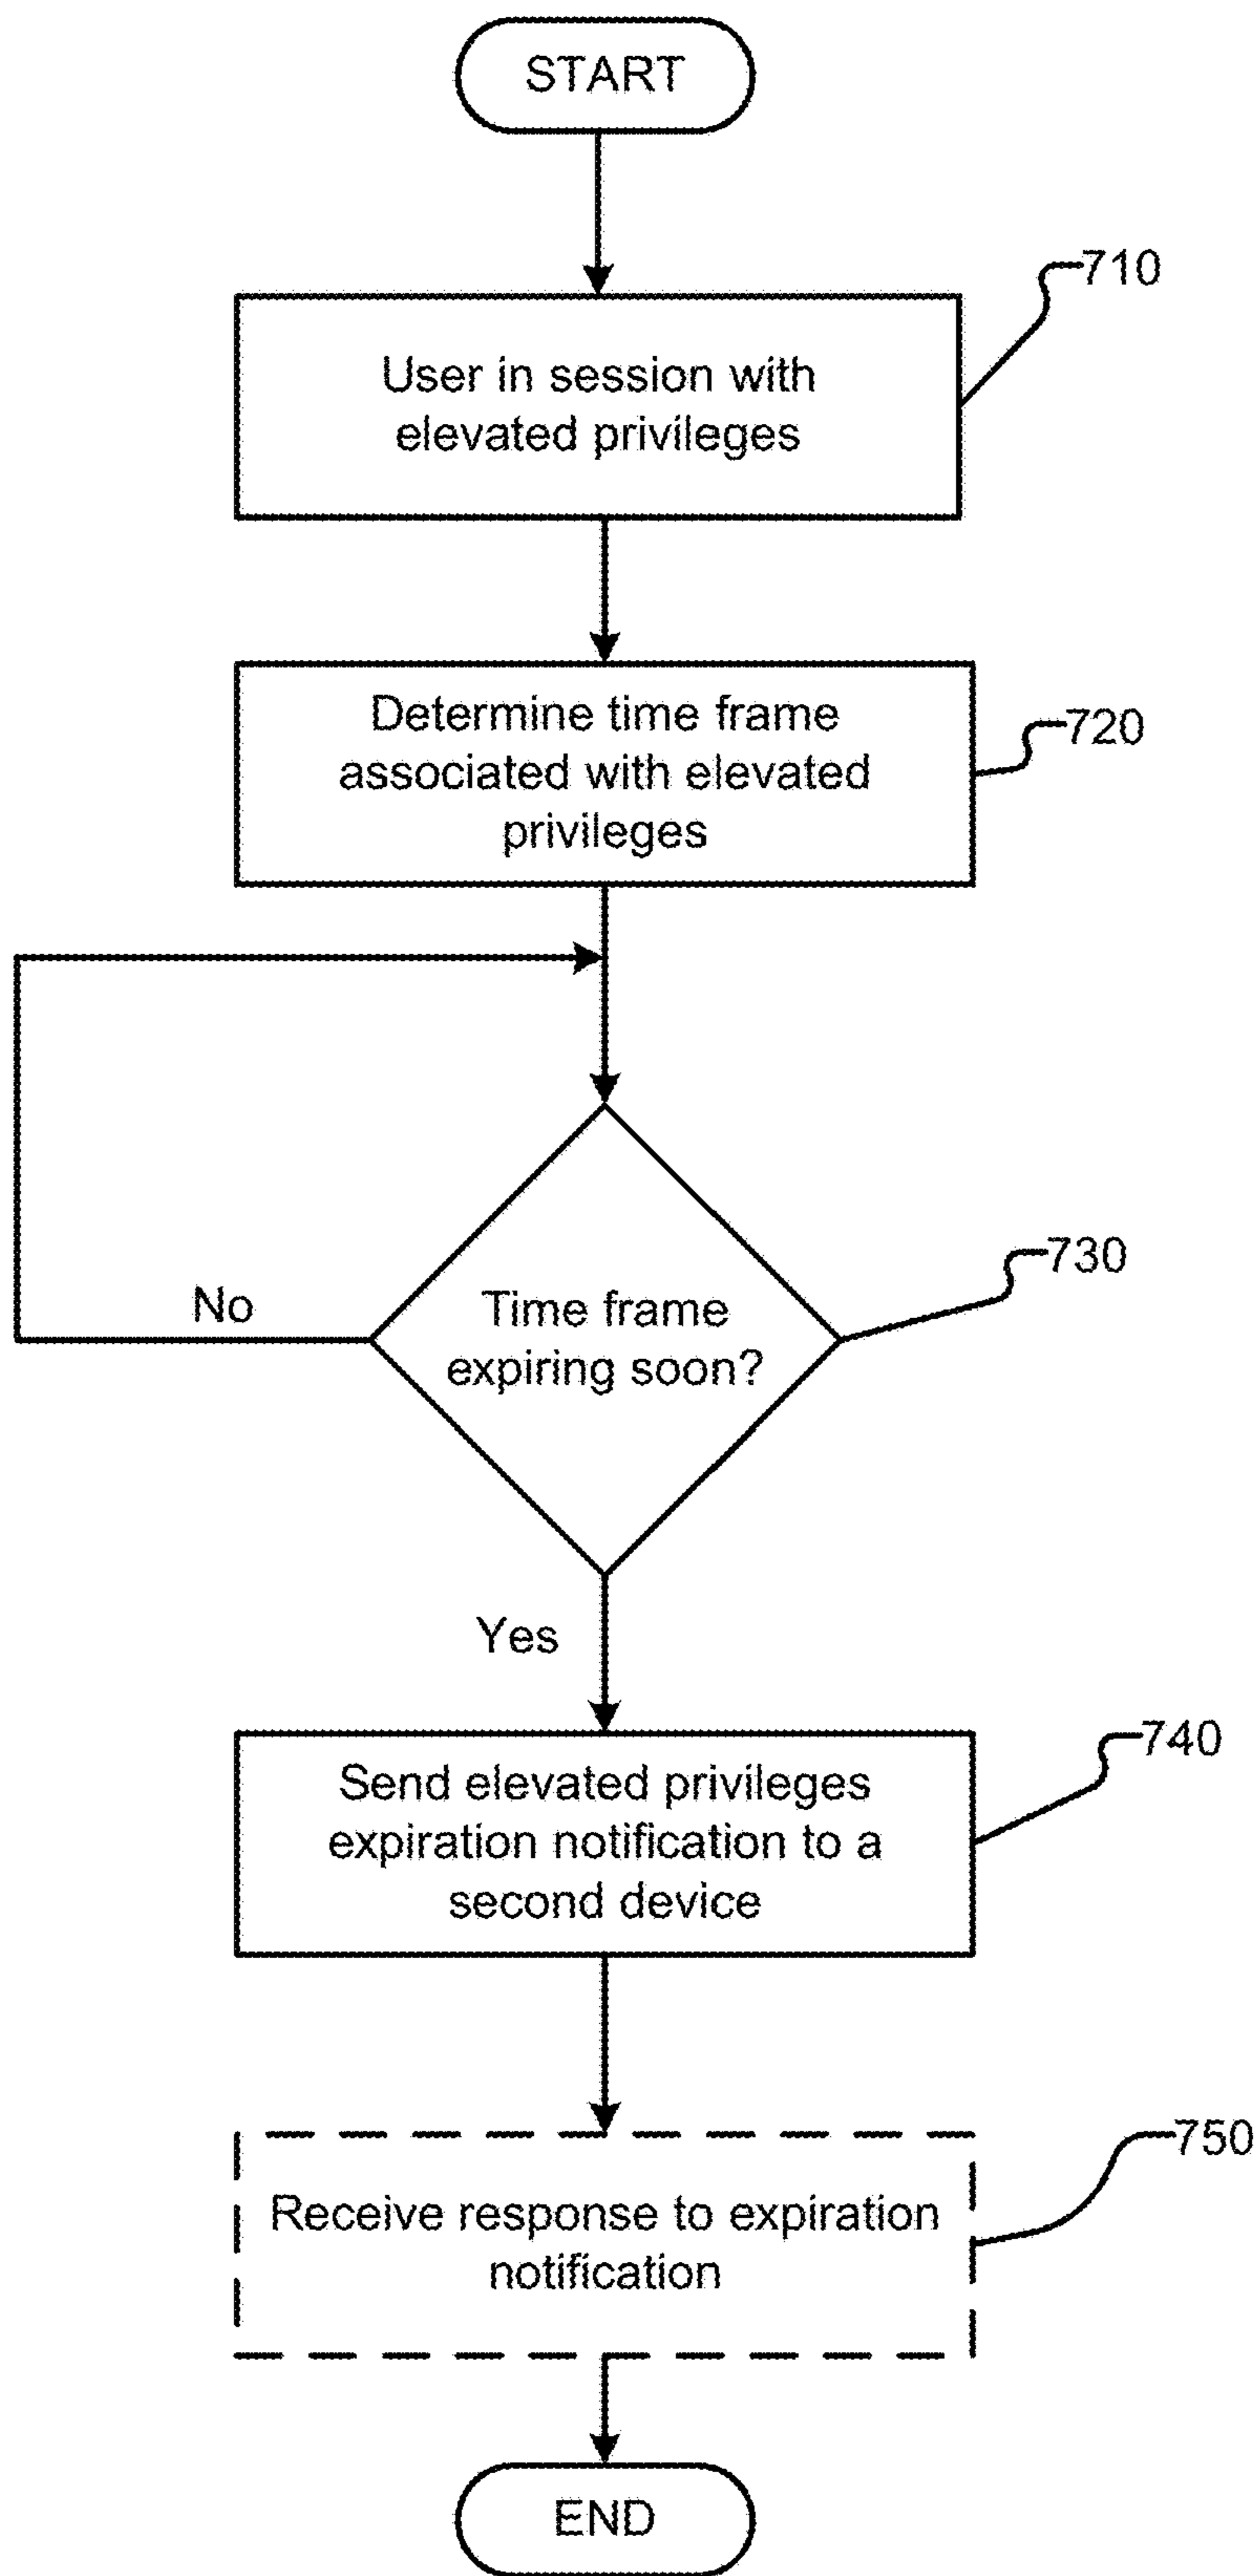 START
710
User in session with
elevated privileges
720
Determine time frame
associated with elevated
privileges
730
No
Time frame
expiring soon?
Yes
740
Send elevated privileges
expiration notification to a
second device
750
Receive response to expiration
notification
END